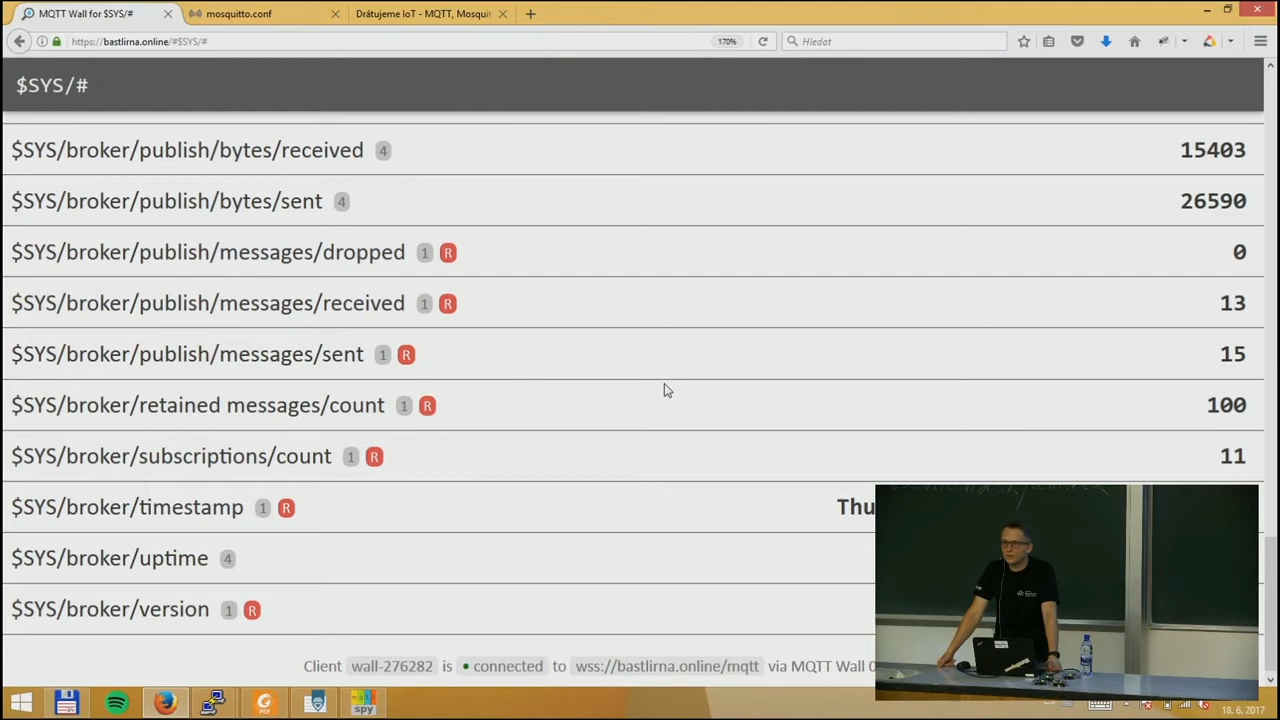 MQTT Wall for $SYS/#
mosquitto.conf
Drátujeme IoT - MQTT, Mosquit
https://bastlirna.online/#$SYS/#
170%
Hledat
$SYS/#
$SYS/broker/publish/bytes/received 4 15403
$SYS/broker/publish/bytes/sent 4 26590
$SYS/broker/publish/messages/dropped 1 R 0
$SYS/broker/publish/messages/received 1 R 13
$SYS/broker/publish/messages/sent 1 R 15
$SYS/broker/retained messages/count 1 R 100
$SYS/broker/subscriptions/count 1 R 11
$SYS/broker/timestamp 1 R Thu
$SYS/broker/uptime 4
$SYS/broker/version 1 R
Client wall-276282 is • connected to wss://bastlirna.online/mqtt via MQTT Wall 0
PDF
spy
18. 6. 2017